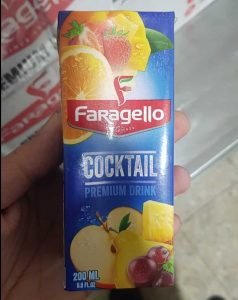 Faragello
COCKTAIL
PREMIUM DRINK
200 ML